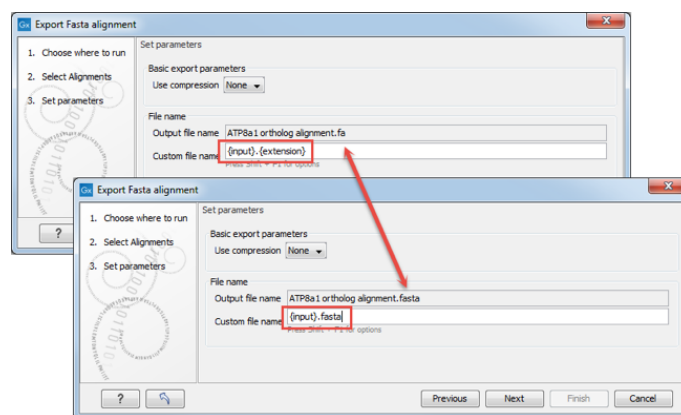 Gx Export Fasta alignment
Set parameters
1. Choose where to run
2. Select Alignments
3. Set parameters
Basic export parameters
Use compression None
File name
Output file name ATP8a1 ortholog alignment.fa
Custom file name {input}.{extension}
Press Shift + F1 for options
?
Gx Export Fasta alignment
Set parameters
1. Choose where to run
2. Select Alignments
3. Set parameters
Basic export parameters
Use compression None
File name
Output file name ATP8a1 ortholog alignment.fasta
Custom file name {input}.fasta
Press Shift + F1 for options
?
Previous Next Finish Cancel